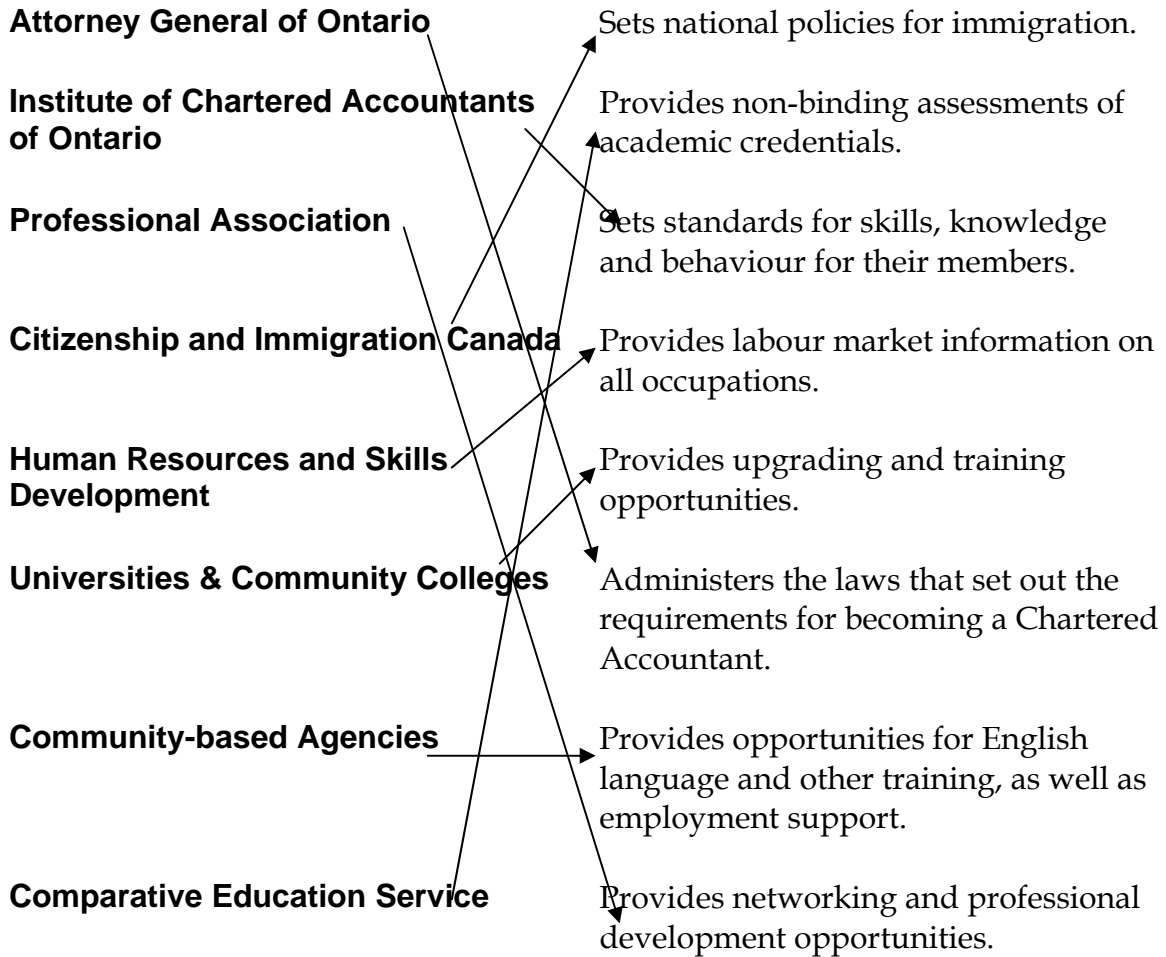 Attorney General of Ontario
Sets national policies for immigration.
Institute of Chartered Accountants
of Ontario
Provides non-binding assessments of
academic credentials.
Professional Association
Sets standards for skills, knowledge
and behaviour for their members.
Citizenship and Immigration Canada
Provides labour market information on
all occupations.
Human Resources and Skills
Development
Provides upgrading and training
opportunities.
Universities & Community Colleges
Administers the laws that set out the
requirements for becoming a Chartered
Accountant.
Community-based Agencies
Provides opportunities for English
language and other training, as well as
employment support.
Comparative Education Service
Provides networking and professional
development opportunities.